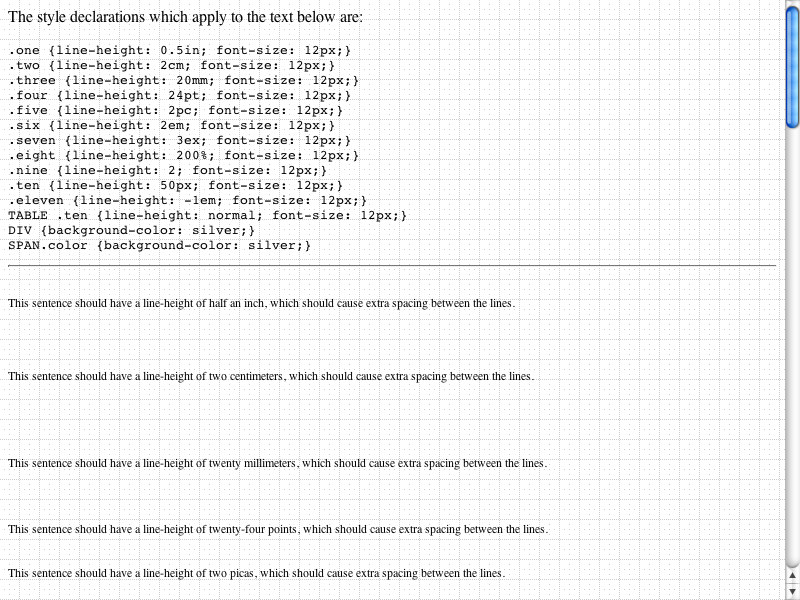 The style declarations which apply to the text below are:
.one {line-height: 0.5in; font-size: 12px;}
.two {line-height: 2cm; font-size: 12px;}
.three {line-height: 20mm; font-size: 12px;}
.four {line-height: 24pt; font-size: 12px;}
.five {line-height: 2pc; font-size: 12px;}
.six {line-height: 2em; font-size: 12px;}
.seven {line-height: 3ex; font-size: 12px;}
.eight {line-height: 200%; font-size: 12px;}
.nine {line-height: 2; font-size: 12px;}
.ten {line-height: 50px; font-size: 12px;}
.eleven {line-height: -1em; font-size: 12px;}
TABLE .ten {line-height: normal; font-size: 12px;}
DIV {background-color: silver;}
SPAN.color {background-color: silver;}
This sentence should have a line-height of half an inch, which should cause extra spacing between the lines.
This sentence should have a line-height of two centimeters, which should cause extra spacing between the lines.
This sentence should have a line-height of twenty millimeters, which should cause extra spacing between the lines.
This sentence should have a line-height of twenty-four points, which should cause extra spacing between the lines.
This sentence should have a line-height of two picas, which should cause extra spacing between the lines.